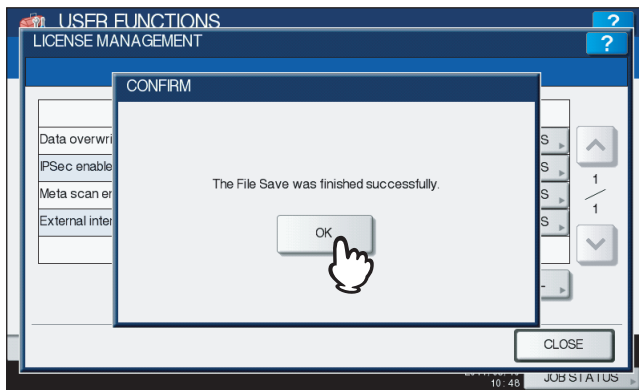 USER FUNCTIONS
?
LICENSE MANAGEMENT
?
CONFIRM
Data overwri
S
IPSec enable
S
The File Save was finished successfully.
1
Meta scan er
S
1
External inter
S
OK
CLOSE
10:48
JOB STATUS